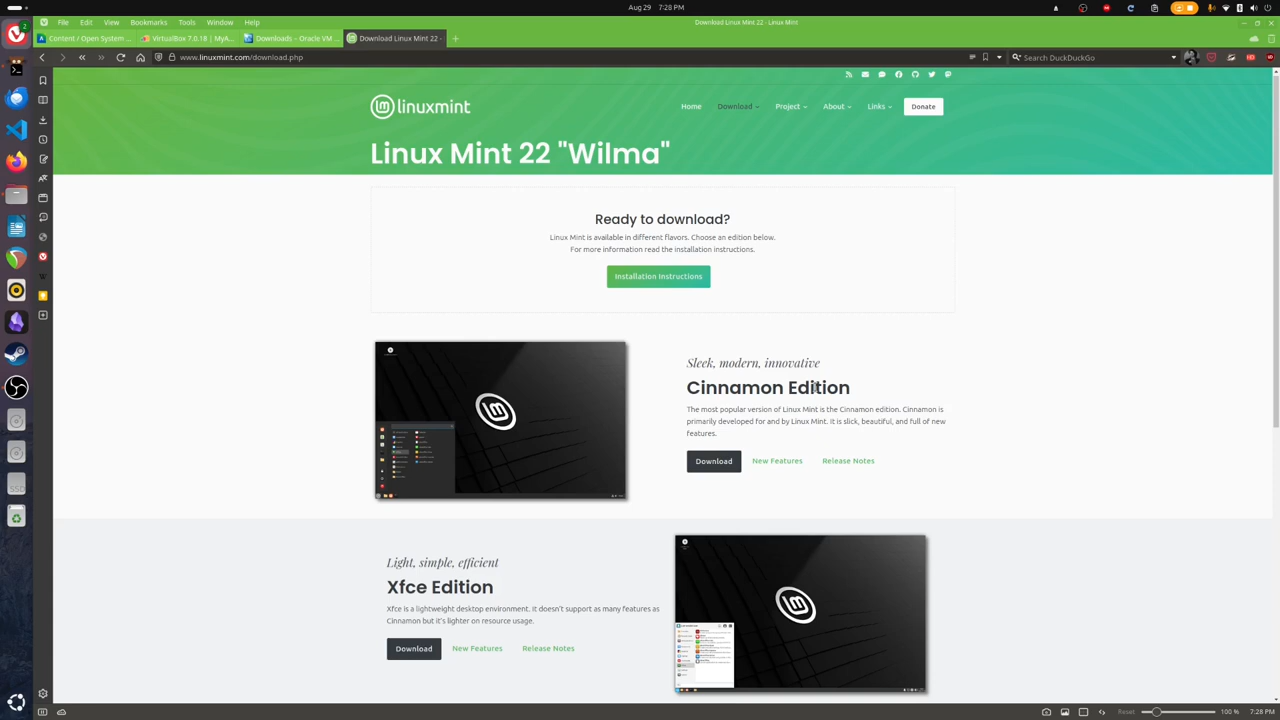 Aug 29 7:28 PM
File Edit View Bookmarks Tools Window Help
Download Linux Mint 22 - Linux Mint
Content / Open System ...
VirtualBox 7.0.18 | MyA...
Downloads – Oracle VM ...
Download Linux Mint 22 -
www.linuxmint.com/download.php
Search DuckDuckGo
linuxmint
Home Download Project About Links Donate
Linux Mint 22 "Wilma"
Ready to download?
Linux Mint is available in different flavors. Choose an edition below.
For more information read the installation instructions.
Installation Instructions
Sleek, modern, innovative
Cinnamon Edition
The most popular version of Linux Mint is the Cinnamon edition. Cinnamon is
primarily developed for and by Linux Mint. It is slick, beautiful, and full of new
features.
Download New Features Release Notes
Light, simple, efficient
Xfce Edition
Xfce is a lightweight desktop environment. It doesn't support as many features as
Cinnamon but it's lighter on resource usage.
Download New Features Release Notes
SSD
Reset 100 % 7:28 PM